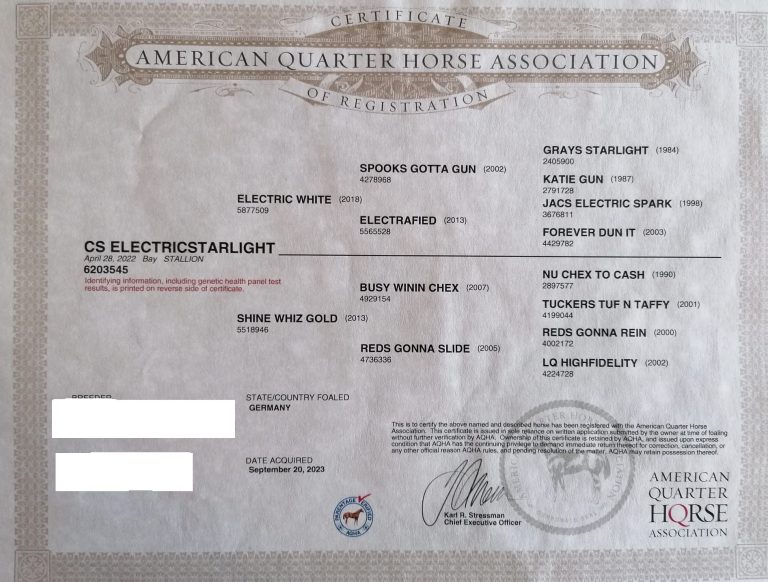 CERTIFICATE
AMERICAN QUARTER HORSE ASSOCIATION
OF REGISTRATION
GRAYS STARLIGHT (1984)
2405900
SPOOKS GOTTA GUN (2002)
4278968
KATIE GUN (1987)
2791728
ELECTRIC WHITE (2018)
5877509
JACS ELECTRIC SPARK (1998)
3676811
ELECTRAFIED (2013)
5565528
FOREVER DUN IT (2003)
4429782
CS ELECTRICSTARLIGHT
April 28, 2022 Bay STALLION
6203545
Identifying information, including genetic health panel test
results, is printed on reverse side of certificate.
NU CHEX TO CASH (1990)
2897577
BUSY WININ CHEX (2007)
4929154
TUCKERS TUF N TAFFY (2001)
4199044
SHINE WHIZ GOLD (2013)
5518946
REDS GONNA REIN (2000)
4002172
REDS GONNA SLIDE (2005)
4736336
LQ HIGHFIDELITY (2002)
4224728
BREEDER
STATE/COUNTRY FOALED
GERMANY
DATE ACQUIRED
September 20, 2023
This is to certify the above named and described horse has been registered with the American Quarter Horse
Association. This certificate is issued in sole reliance on written application submitted by the owner at time of foaling
without further verification by AQHA. Ownership of this certificate is retained by AQHA, and issued upon express
condition that AQHA has the continuing privilege to demand immediate return thereof for correction, cancellation, or
any other official reason AQHA rules, and pending resolution of the matter, AQHA may retain possession thereof.
PARENTAGE VERIFIED
AQHA
Karl R. Stressman
Chief Executive Officer
AMERICAN
QUARTER
HORSE
ASSOCIATION